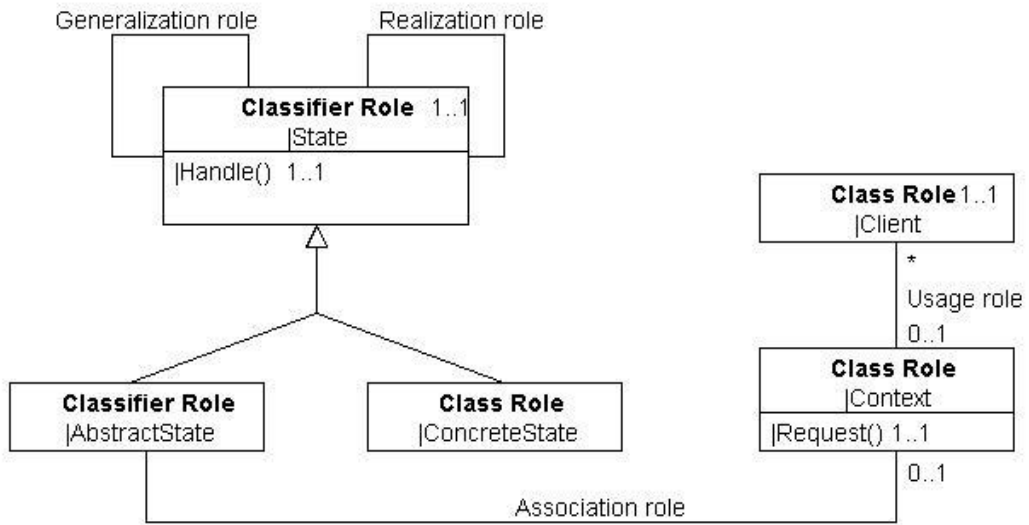 Generalization role
Realization role
Classifier Role 1..1
|State
|Handle() 1..1
Class Role 1..1
|Client
*
Usage role
0..1
Classifier Role
|AbstractState
Class Role
|ConcreteState
Class Role
|Context
|Request() 1..1
0..1
Association role